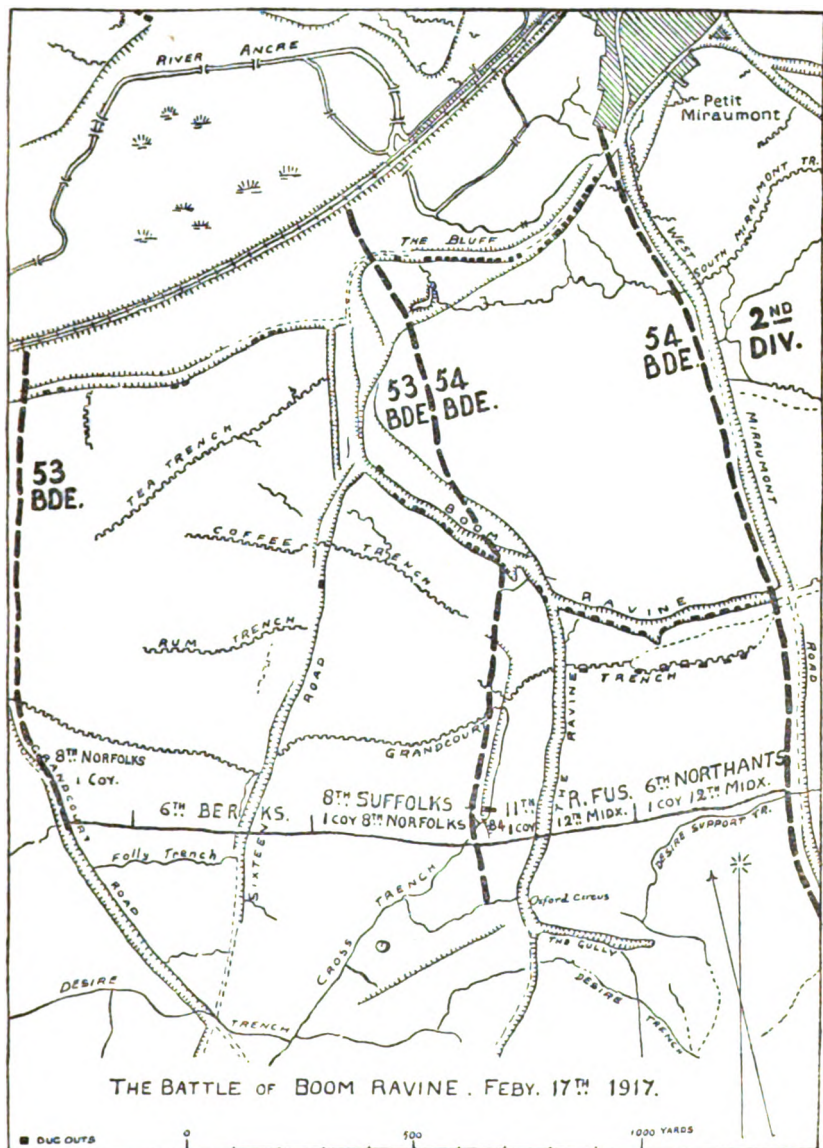 RIVER ANCRE
Petit
Miraumont
THE BLUFF
WEST
SOUTH MIRAUMONT TR.
2ND
DIV.
54
BDE.
53 54
BDE. BDE.
53
BDE.
MIRAUMONT
TEA TRENCH
BOOM
COFFEE TRENCH
RAVINE
RUM TRENCH
ROAD
RAVINE
TRENCH
ROAD
GRANDCOURT
GRANDCOURT
8TH NORFOLKS
1 COY.
6TH BERKS.
8TH SUFFOLKS
1 COY 8TH NORFOLKS
11TH R. FUS.
1 COY 12TH MIDX.
6TH NORTHANTS
1 COY 12TH MIDX.
DESIRE SUPPORT TR.
Folly Trench
SIXTEEN
ROAD
CROSS TRENCH
Oxford Circus
THE GULLY
DESIRE TRENCH
DESIRE TRENCH
THE BATTLE OF BOOM RAVINE. FEBY. 17TH 1917.
DUG OUTS
0 500 1000 YARDS